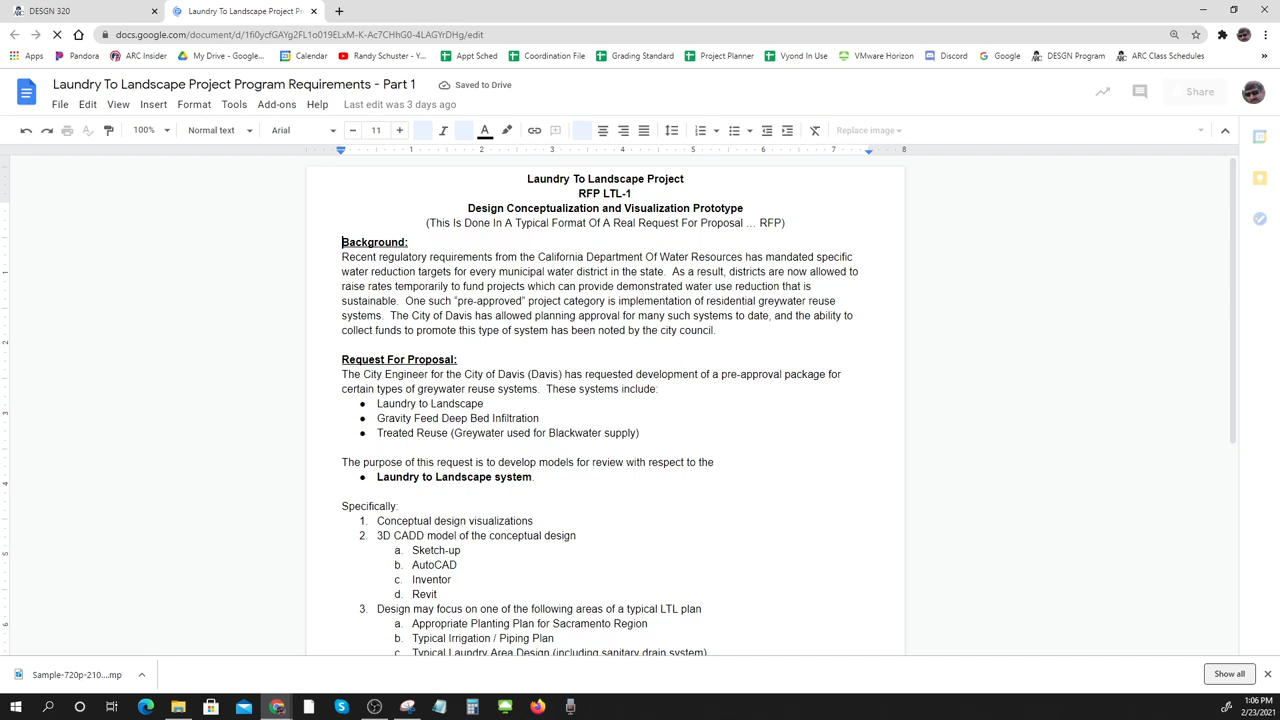 DESGN 320
Laundry To Landscape Project Pr
docs.google.com/document/d/1fi0ycfGAYg2FL1o019ELxM-K-Ac7CHhG0-4LAGYrDHg/edit
Apps Pandora ARC Insider My Drive - Google... Calendar Randy Schuster - Y... Appt Sched Coordination File Grading Standard Project Planner Vyond In Use VMware Horizon Discord Google DESGN Program ARC Class Schedules »
Laundry To Landscape Project Program Requirements - Part 1 Saved to Drive
File Edit View Insert Format Tools Add-ons Help Last edit was 3 days ago
Share
100% Normal text Arial 11 Replace image
1 2 3 4 5 6 7 8
Laundry To Landscape Project
RFP LTL-1
Design Conceptualization and Visualization Prototype
(This Is Done In A Typical Format Of A Real Request For Proposal … RFP)
Background:
Recent regulatory requirements from the California Department Of Water Resources has mandated specific
water reduction targets for every municipal water district in the state. As a result, districts are now allowed to
raise rates temporarily to fund projects which can provide demonstrated water use reduction that is
sustainable. One such “pre-approved” project category is implementation of residential greywater reuse
systems. The City of Davis has allowed planning approval for many such systems to date, and the ability to
collect funds to promote this type of system has been noted by the city council.
Request For Proposal:
The City Engineer for the City of Davis (Davis) has requested development of a pre-approval package for
certain types of greywater reuse systems. These systems include:
● Laundry to Landscape
● Gravity Feed Deep Bed Infiltration
● Treated Reuse (Greywater used for Blackwater supply)
The purpose of this request is to develop models for review with respect to the
● Laundry to Landscape system.
Specifically:
1. Conceptual design visualizations
2. 3D CADD model of the conceptual design
a. Sketch-up
b. AutoCAD
c. Inventor
d. Revit
3. Design may focus on one of the following areas of a typical LTL plan
a. Appropriate Planting Plan for Sacramento Region
b. Typical Irrigation / Piping Plan
c. Typical Laundry Area Design (including sanitary drain system)
Sample-720p-210....mp
Show all
1:06 PM
2/23/2021